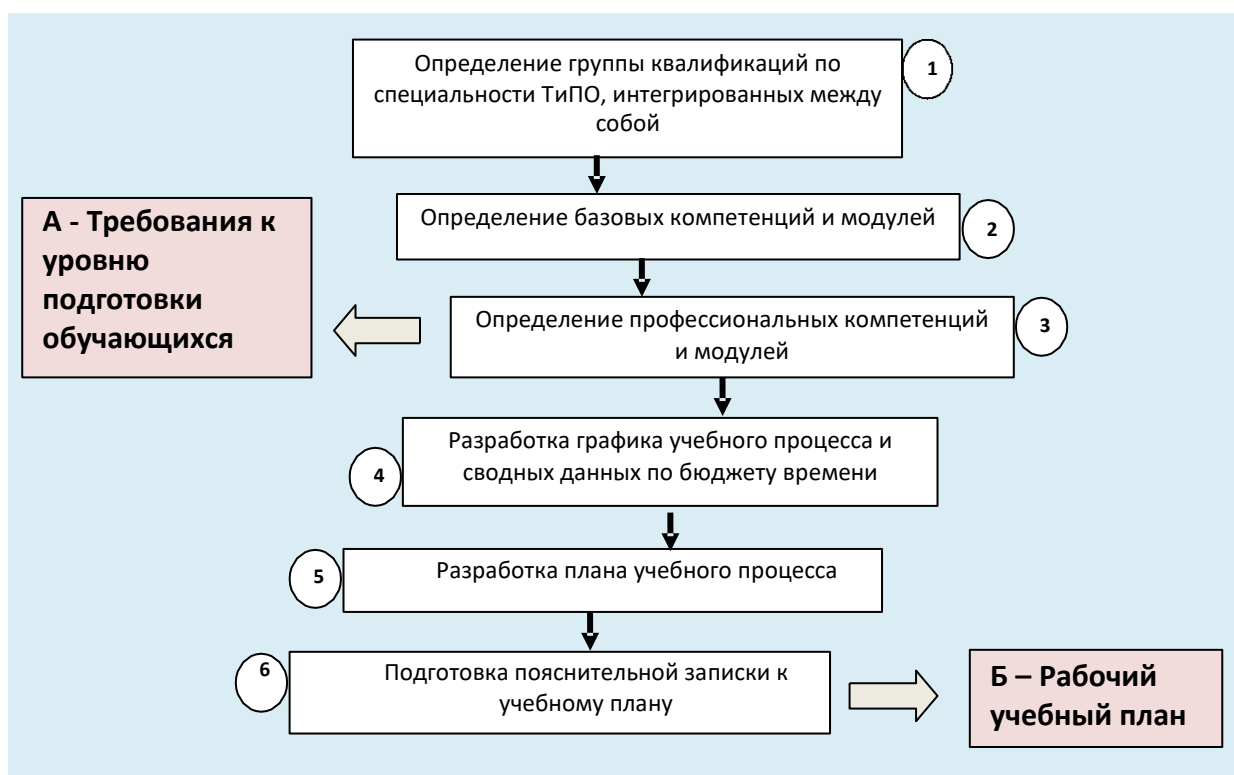 Определение группы квалификаций по
специальности ТиПО, интегрированных между
собой
1
Определение базовых компетенций и модулей
2
А - Требования к
уровню
подготовки
обучающихся
Определение профессиональных компетенций
и модулей
3
Разработка графика учебного процесса и
сводных данных по бюджету времени
4
5
Разработка плана учебного процесса
6
Подготовка пояснительной записки к
учебному плану
Б – Рабочий
учебный план